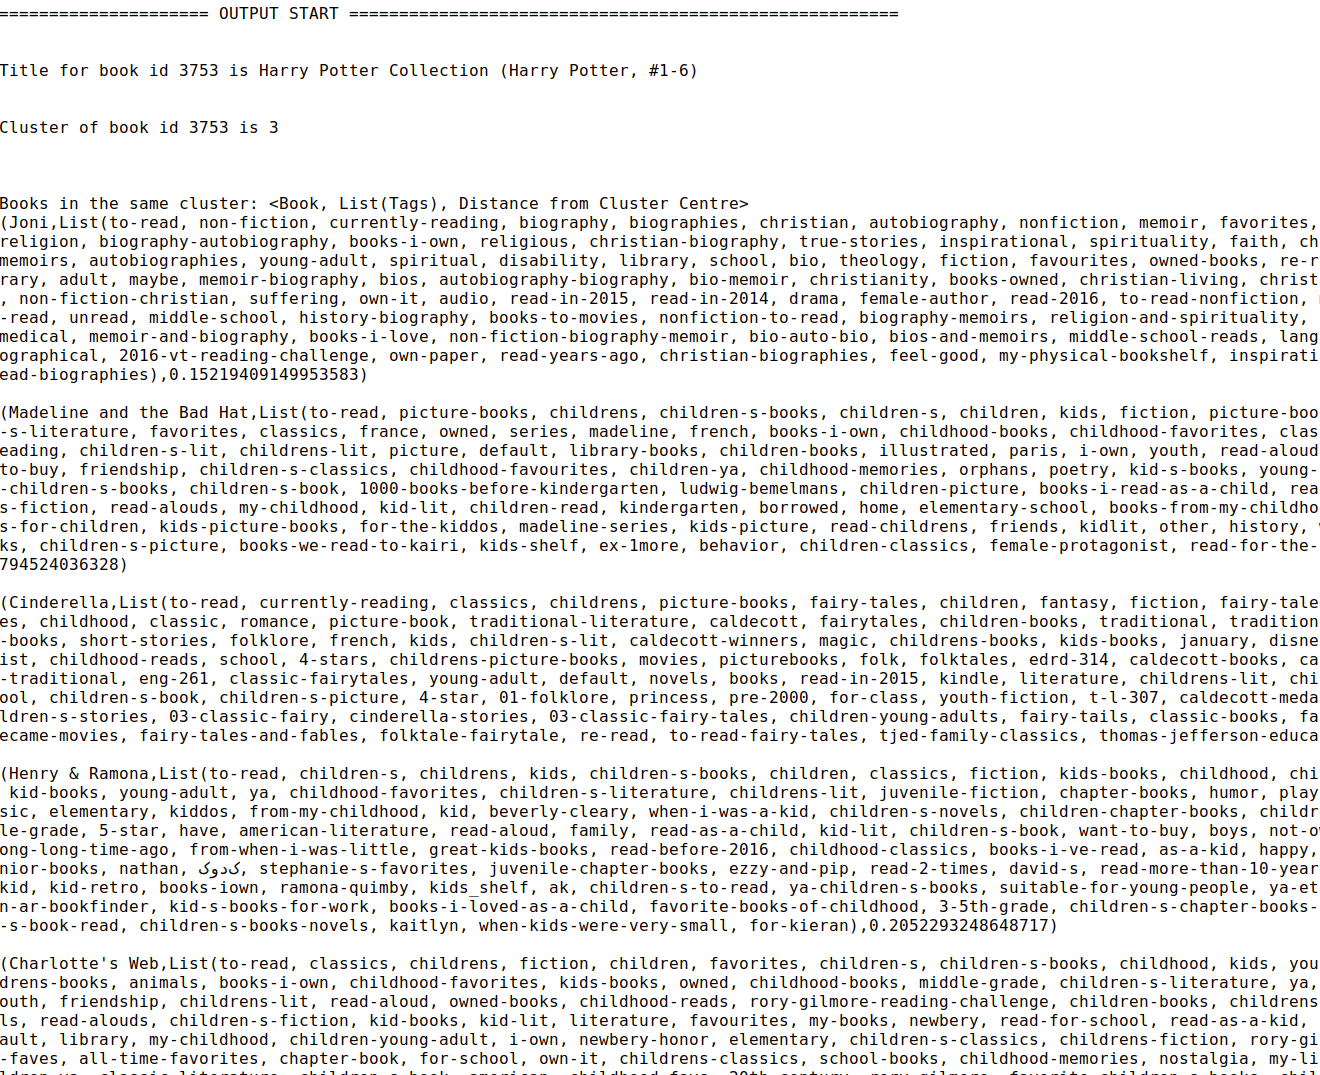 ===================== OUTPUT START =======================================================
Title for book id 3753 is Harry Potter Collection (Harry Potter, #1-6)
Cluster of book id 3753 is 3
Books in the same cluster: <Book, List(Tags), Distance from Cluster Centre>
(Joni,List(to-read, non-fiction, currently-reading, biography, biographies, christian, autobiography, nonfiction, memoir, favorites,
religion, biography-autobiography, books-i-own, religious, christian-biography, true-stories, inspirational, spirituality, faith, ch
memoirs, autobiographies, young-adult, spiritual, disability, library, school, bio, theology, fiction, favourites, owned-books, re-r
rary, adult, maybe, memoir-biography, bios, autobiography-biography, bio-memoir, christianity, books-owned, christian-living, christ
, non-fiction-christian, suffering, own-it, audio, read-in-2015, read-in-2014, drama, female-author, read-2016, to-read-nonfiction,
-read, unread, middle-school, history-biography, books-to-movies, nonfiction-to-read, biography-memoirs, religion-and-spirituality,
medical, memoir-and-biography, books-i-love, non-fiction-biography-memoir, bio-auto-bio, bios-and-memoirs, middle-school-reads, lang
ographical, 2016-vt-reading-challenge, own-paper, read-years-ago, christian-biographies, feel-good, my-physical-bookshelf, inspirati
ead-biographies),0.15219409149953583)
(Madeline and the Bad Hat,List(to-read, picture-books, childrens, children-s-books, children-s, children, kids, fiction, picture-boo
-s-literature, favorites, classics, france, owned, series, madeline, french, books-i-own, childhood-books, childhood-favorites, clas
eading, children-s-lit, childrens-lit, picture, default, library-books, children-books, illustrated, paris, i-own, youth, read-aloud
to-buy, friendship, children-s-classics, childhood-favourites, children-ya, childhood-memories, orphans, poetry, kid-s-books, young-
-children-s-books, children-s-book, 1000-books-before-kindergarten, ludwig-bemelmans, children-picture, books-i-read-as-a-child, rea
s-fiction, read-alouds, my-childhood, kid-lit, children-read, kindergarten, borrowed, home, elementary-school, books-from-my-childho
s-for-children, kids-picture-books, for-the-kiddos, madeline-series, kids-picture, read-childrens, friends, kidlit, other, history,
ks, children-s-picture, books-we-read-to-kairi, kids-shelf, ex-1more, behavior, children-classics, female-protagonist, read-for-the-
794524036328)
(Cinderella,List(to-read, currently-reading, classics, childrens, picture-books, fairy-tales, children, fantasy, fiction, fairy-tale
es, childhood, classic, romance, picture-book, traditional-literature, caldecott, fairytales, children-books, traditional, tradition
-books, short-stories, folklore, french, kids, children-s-lit, caldecott-winners, magic, childrens-books, kids-books, january, disne
ist, childhood-reads, school, 4-stars, childrens-picture-books, movies, picturebooks, folk, folktales, edrd-314, caldecott-books, ca
-traditional, eng-261, classic-fairytales, young-adult, default, novels, books, read-in-2015, kindle, literature, childrens-lit, chi
ool, children-s-book, children-s-picture, 4-star, 01-folklore, princess, pre-2000, for-class, youth-fiction, t-l-307, caldecott-meda
ldren-s-stories, 03-classic-fairy, cinderella-stories, 03-classic-fairy-tales, children-young-adults, fairy-tails, classic-books, fa
ecame-movies, fairy-tales-and-fables, folktale-fairytale, re-read, to-read-fairy-tales, tjed-family-classics, thomas-jefferson-educa
(Henry & Ramona,List(to-read, children-s, childrens, kids, children-s-books, children, classics, fiction, kids-books, childhood, chi
kid-books, young-adult, ya, childhood-favorites, children-s-literature, childrens-lit, juvenile-fiction, chapter-books, humor, play
sic, elementary, kiddos, from-my-childhood, kid, beverly-cleary, when-i-was-a-kid, children-s-novels, children-chapter-books, childr
le-grade, 5-star, have, american-literature, read-aloud, family, read-as-a-child, kid-lit, children-s-book, want-to-buy, boys, not-o
ong-long-time-ago, from-when-i-was-little, great-kids-books, read-before-2016, childhood-classics, books-i-ve-read, as-a-kid, happy,
nior-books, nathan, کدوک, stephanie-s-favorites, juvenile-chapter-books, ezzy-and-pip, read-2-times, david-s, read-more-than-10-year
kid, kid-retro, books-iown, ramona-quimby, kids_shelf, ak, children-s-to-read, ya-children-s-books, suitable-for-young-people, ya-et
n-ar-bookfinder, kid-s-books-for-work, books-i-loved-as-a-child, favorite-books-of-childhood, 3-5th-grade, children-s-chapter-books-
-s-book-read, children-s-books-novels, kaitlyn, when-kids-were-very-small, for-kieran),0.2052293248648717)
(Charlotte's Web,List(to-read, classics, childrens, fiction, children, favorites, children-s, children-s-books, childhood, kids, you
drens-books, animals, books-i-own, childhood-favorites, kids-books, owned, childhood-books, middle-grade, children-s-literature, ya,
outh, friendship, childrens-lit, read-aloud, owned-books, childhood-reads, rory-gilmore-reading-challenge, children-books, childrens
ls, read-alouds, children-s-fiction, kid-books, kid-lit, literature, favourites, my-books, newbery, read-for-school, read-as-a-kid,
ault, library, my-childhood, children-young-adult, i-own, newbery-honor, elementary, children-s-classics, childrens-fiction, rory-gi
-faves, all-time-favorites, chapter-book, for-school, own-it, childrens-classics, school-books, childhood-memories, nostalgia, my-li